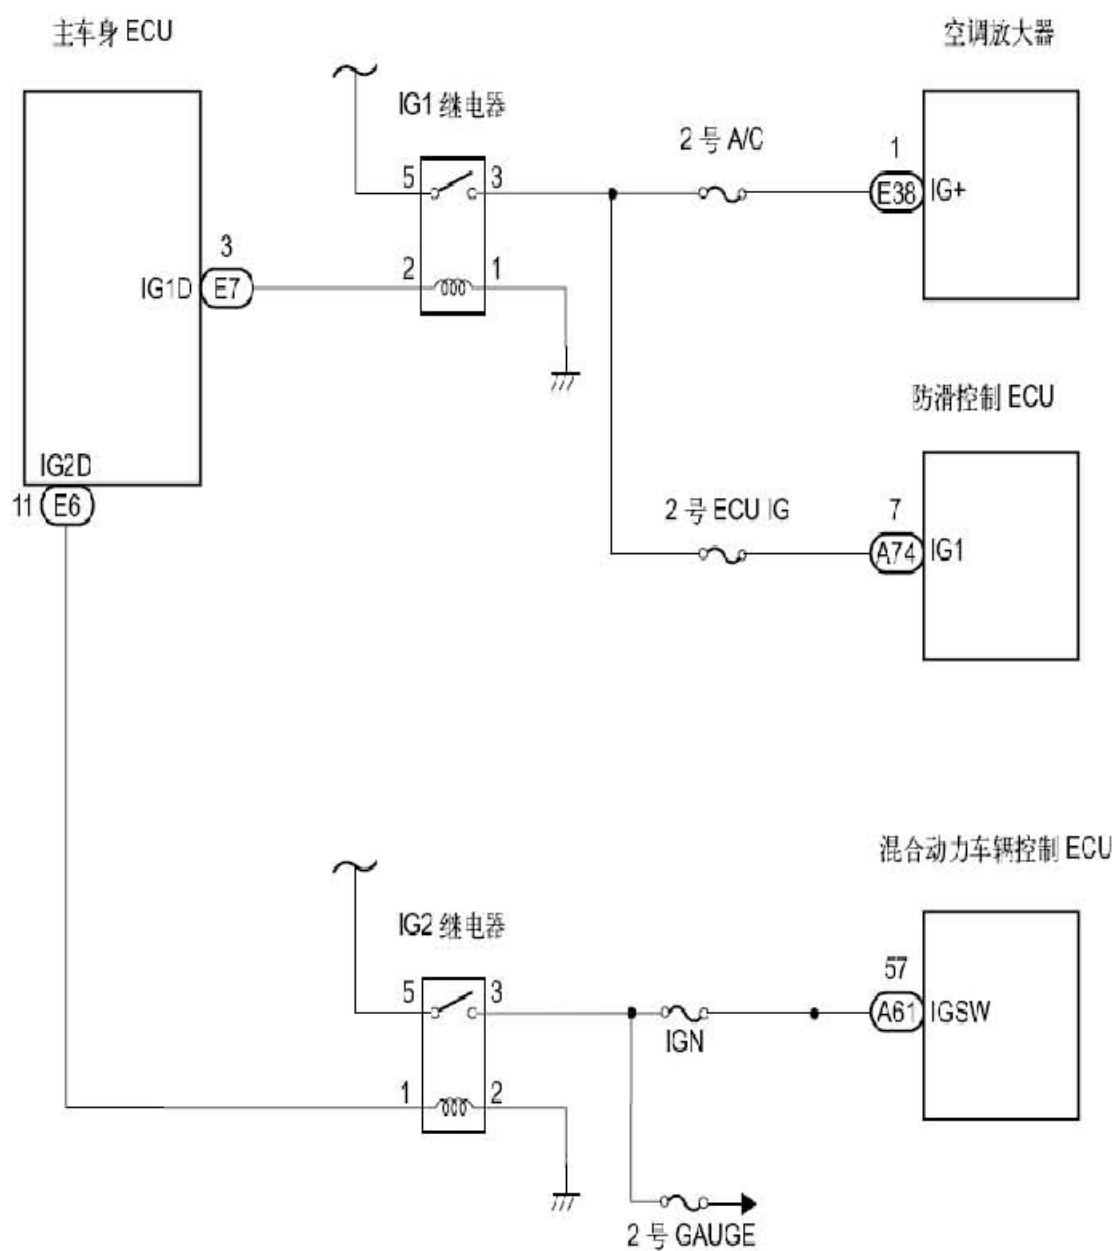 主车身 ECU
空调放大器
IG1 继电器
2 号 A/C
1
5
3
E38
IG+
3
2
1
IG1D
E7
防滑控制 ECU
IG2D
11
E6
2 号 ECU IG
7
A74
IG1
混合动力车辆控制 ECU
IG2 继电器
57
5
3
A61
IGSW
IGN
1
2
2 号 GAUGE